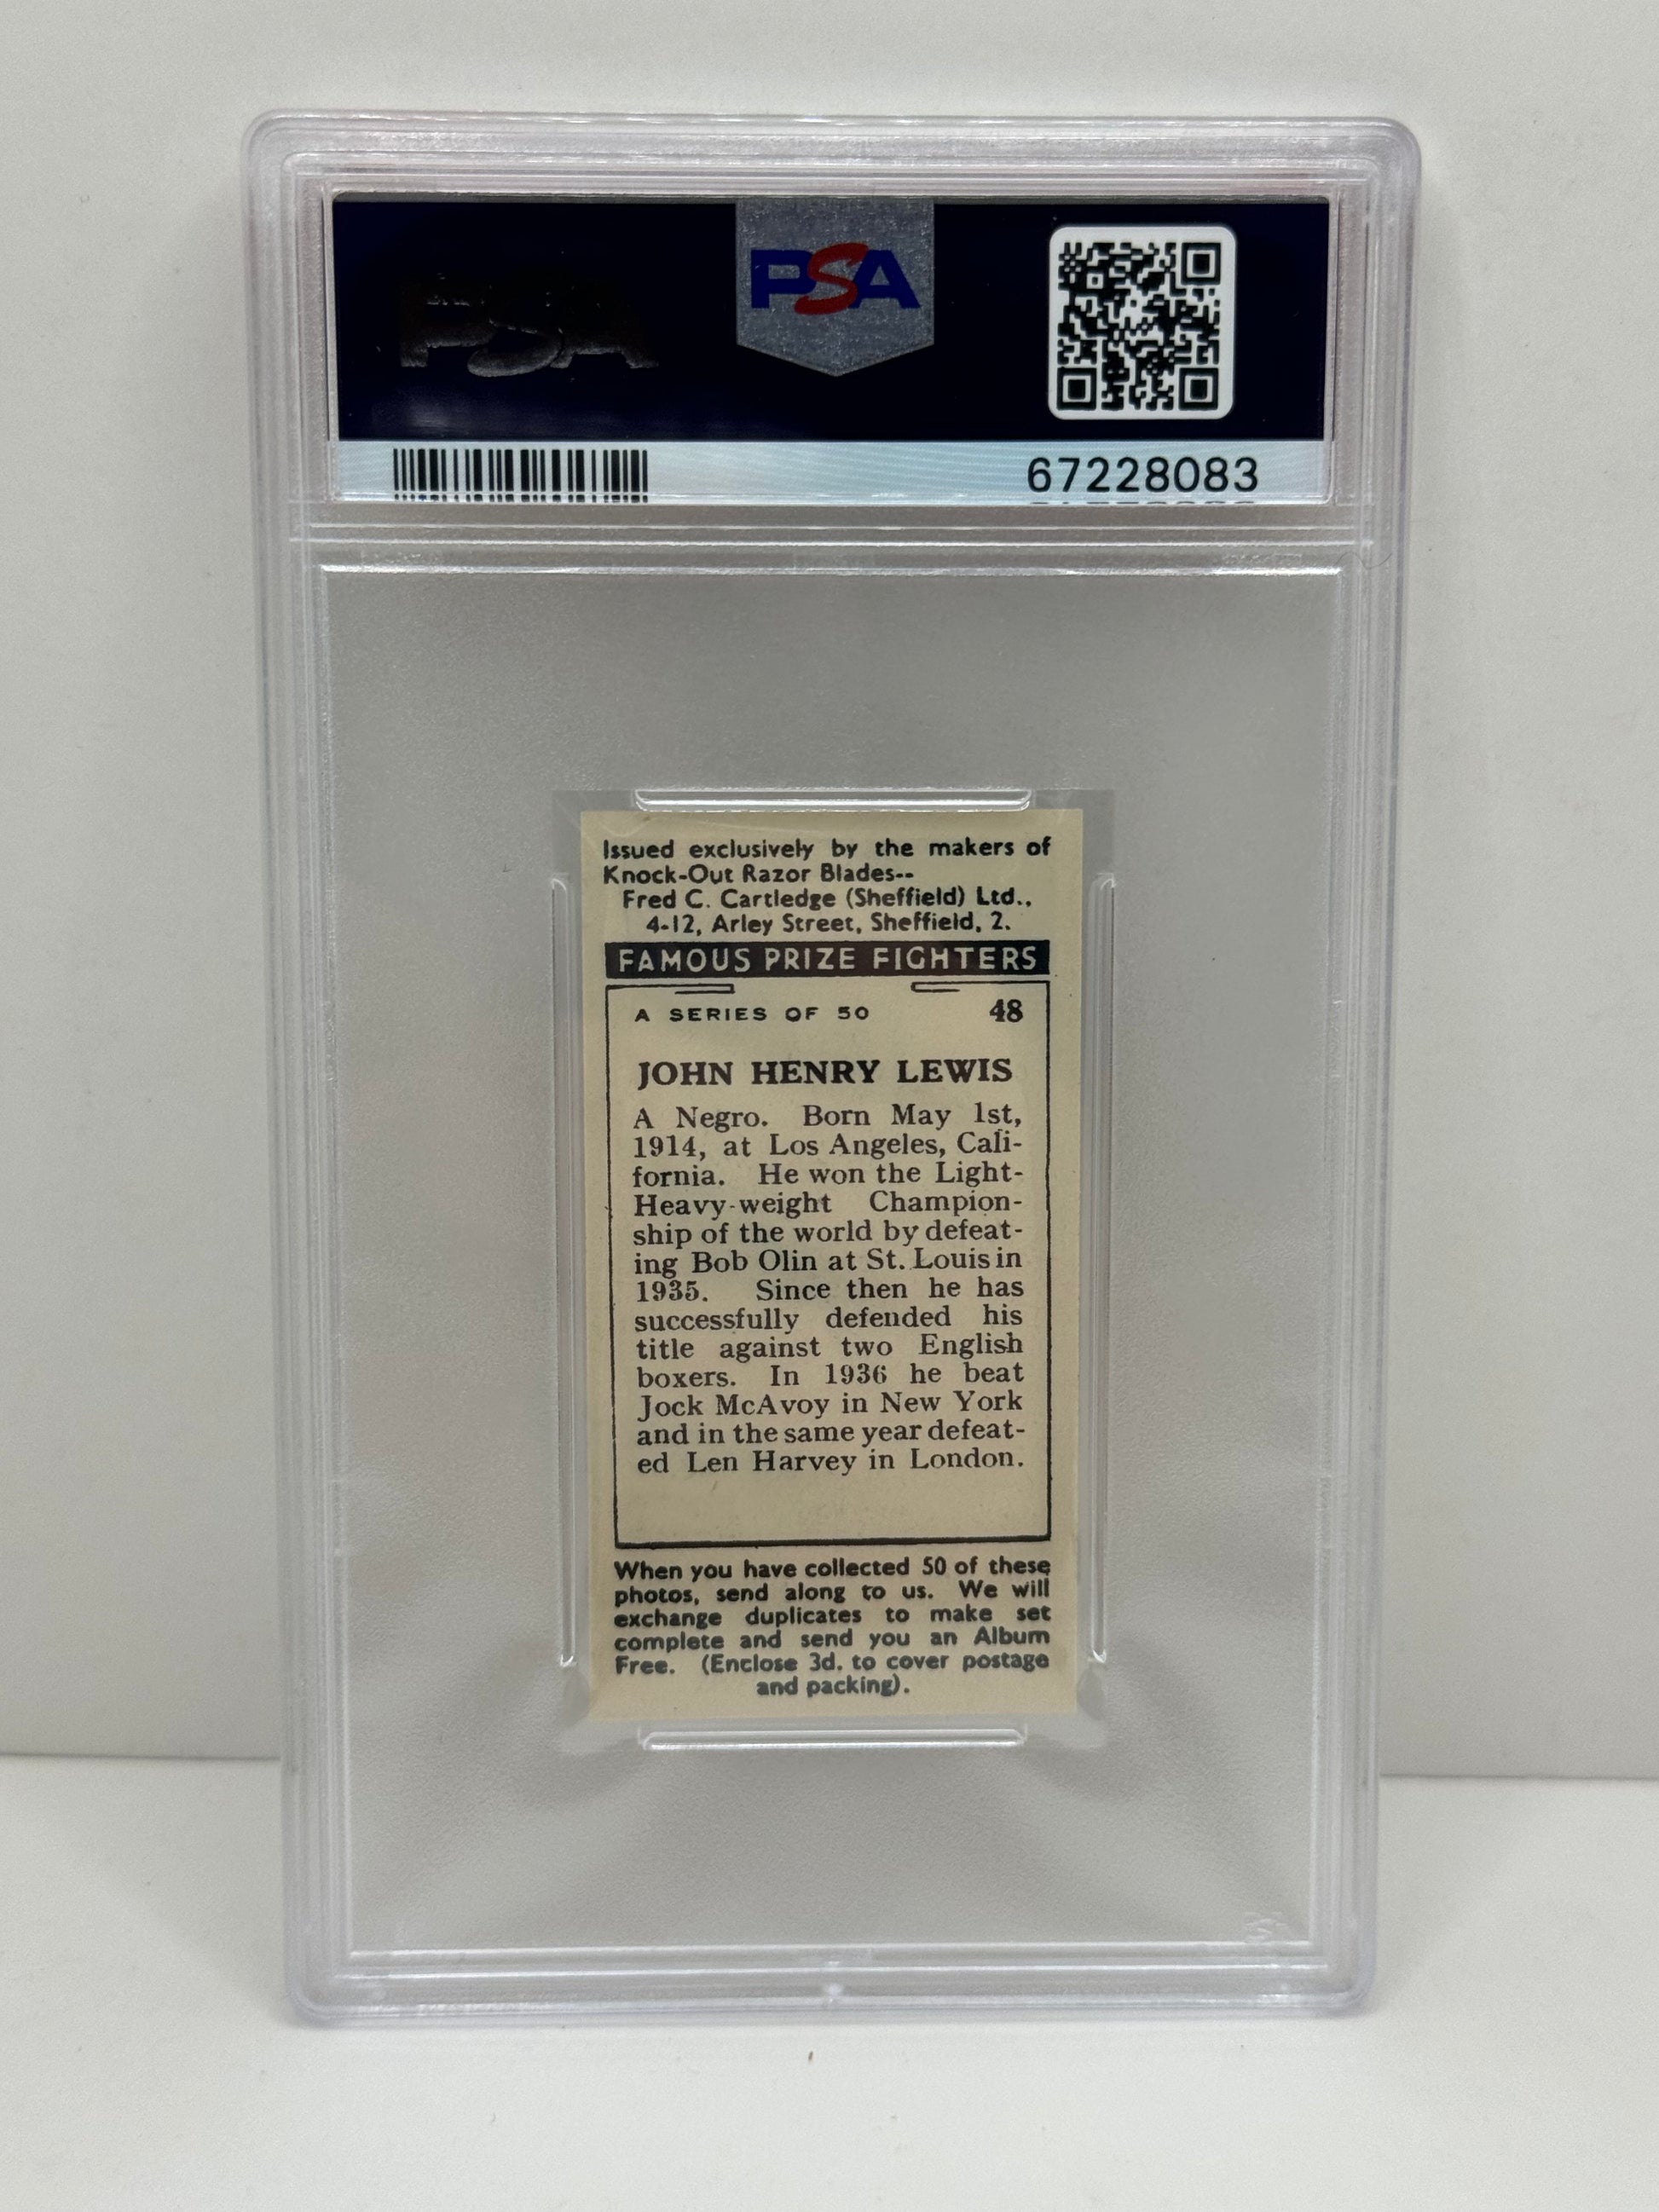 PSA
PSA
67228083
Issued exclusively by the makers of
Knock-Out Razor Blades--
Fred C. Cartledge (Sheffield) Ltd.,
4-12, Arley Street, Sheffield, 2.
FAMOUS PRIZE FIGHTERS
A SERIES OF 50 48
JOHN HENRY LEWIS
A Negro. Born May 1st,
1914, at Los Angeles, Cali-
fornia. He won the Light-
Heavy-weight Champion-
ship of the world by defeat-
ing Bob Olin at St. Louis in
1935. Since then he has
successfully defended his
title against two English
boxers. In 1936 he beat
Jock McAvoy in New York
and in the same year defeat-
ed Len Harvey in London.
When you have collected 50 of these
photos, send along to us. We will
exchange duplicates to make set
complete and send you an Album
Free. (Enclose 3d. to cover postage
and packing).